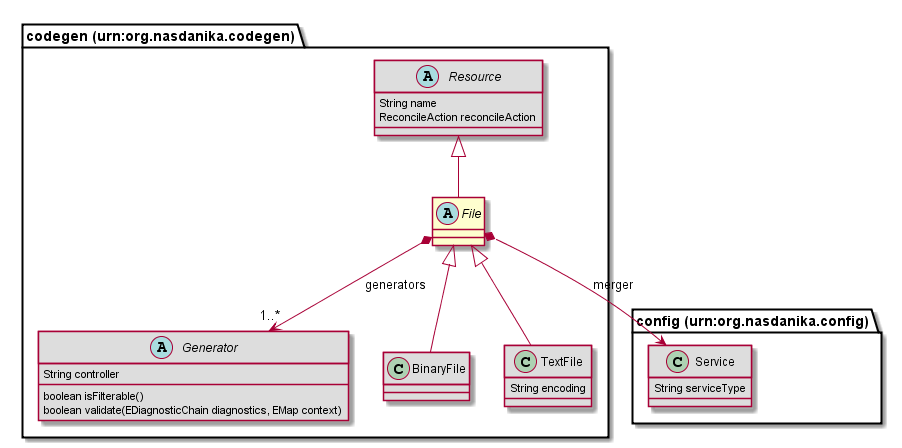 codegen (urn:org.nasdanika.codegen)
A Resource
String name
ReconcileAction reconcileAction
A File
generators
merger
1..*
config (urn:org.nasdanika.config)
A Generator
String controller
boolean isFilterable()
boolean validate(EDiagnosticChain diagnostics, EMap context)
C BinaryFile
C TextFile
String encoding
C Service
String serviceType